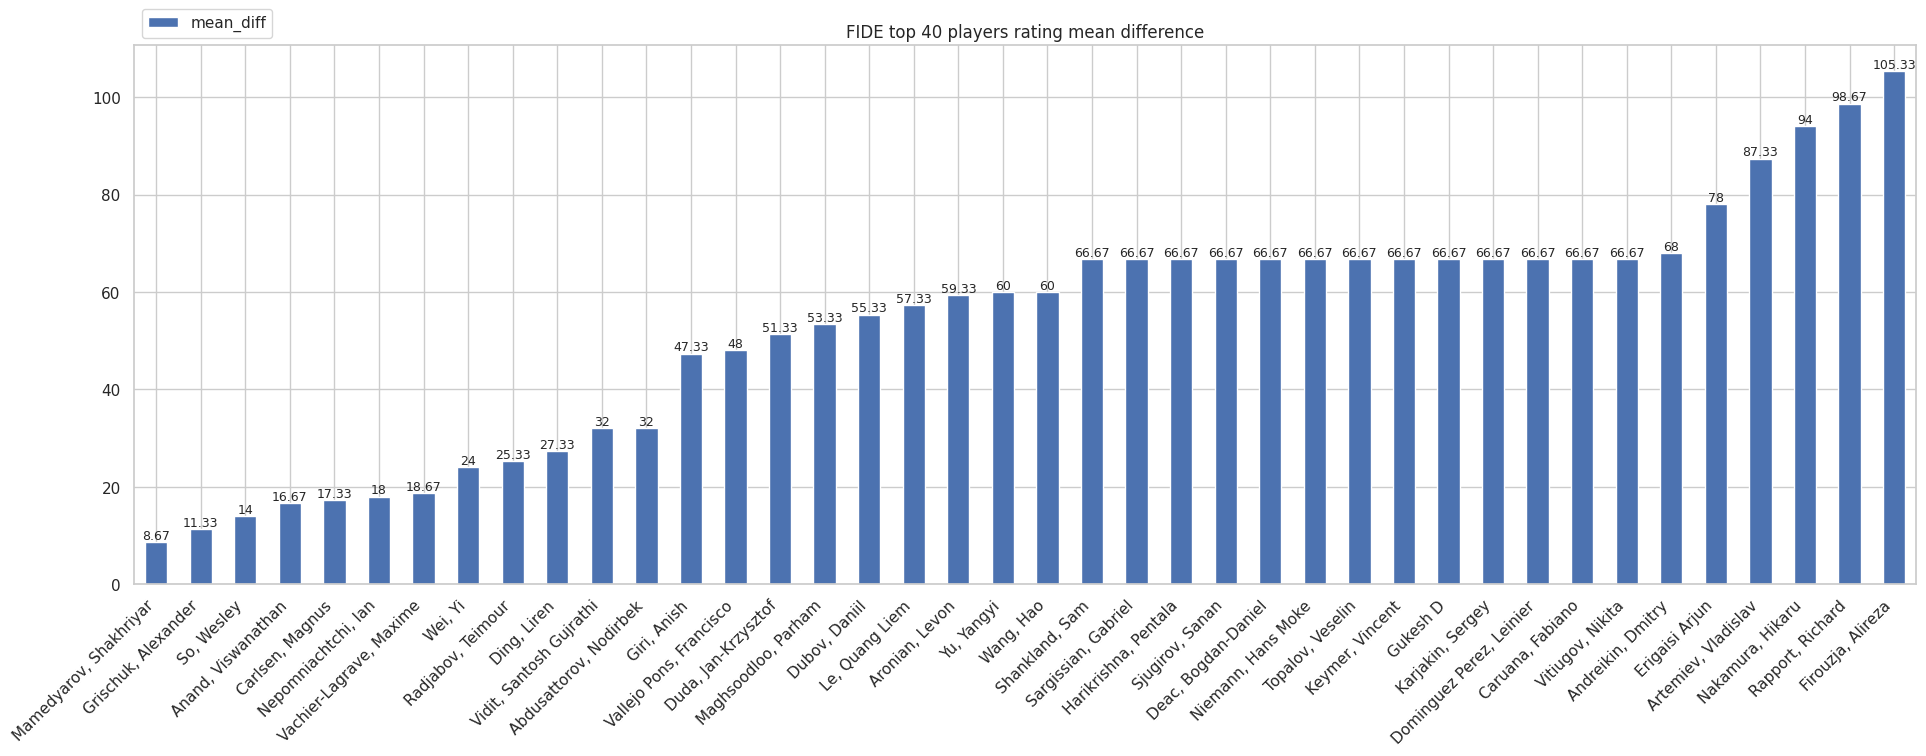 mean_diff
FIDE top 40 players rating mean difference
100
80
60
40
20
0
8.67
11.33
14
16.67
17.33
18
18.67
24
25.33
27.33
32
32
47.33
48
51.33
53.33
55.33
57.33
59.33
60
60
66.67
66.67
66.67
66.67
66.67
66.67
66.67
66.67
66.67
66.67
66.67
66.67
66.67
68
78
87.33
94
98.67
105.33
Mamedyarov, Shakhriyar
Grischuk, Alexander
So, Wesley
Anand, Viswanathan
Carlsen, Magnus
Nepomniachtchi, Ian
Vachier-Lagrave, Maxime
Wei, Yi
Radjabov, Teimour
Ding, Liren
Vidit, Santosh Gujrathi
Abdusattorov, Nodirbek
Giri, Anish
Vallejo Pons, Francisco
Duda, Jan-Krzysztof
Maghsoodloo, Parham
Dubov, Daniil
Le, Quang Liem
Aronian, Levon
Yu, Yangyi
Wang, Hao
Shankland, Sam
Sargissian, Gabriel
Harikrishna, Pentala
Sjugirov, Sanan
Deac, Bogdan-Daniel
Niemann, Hans Moke
Topalov, Veselin
Keymer, Vincent
Gukesh D
Karjakin, Sergey
Dominguez Perez, Leinier
Caruana, Fabiano
Vitiugov, Nikita
Andreikin, Dmitry
Erigaisi Arjun
Artemiev, Vladislav
Nakamura, Hikaru
Rapport, Richard
Firouzja, Alireza